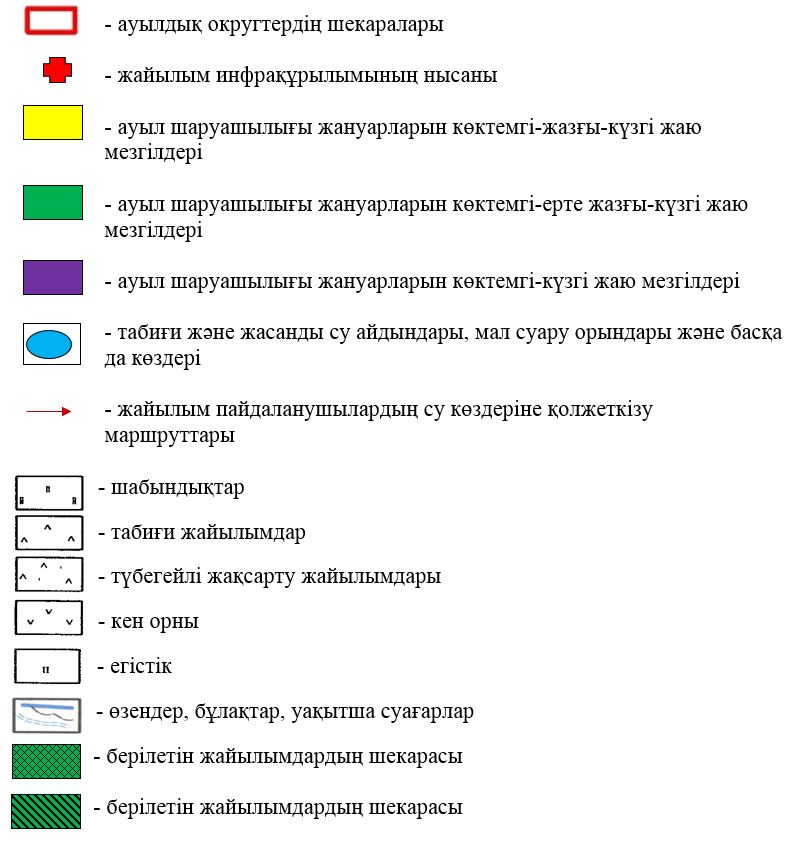 - ауылдық округтердің шекаралары
- жайылым инфрақұрылымының нысаны
- ауыл шаруашылығы жануарларын көктемгі-жазғы-күзгі жаю
мезгілдері
- ауыл шаруашылығы жануарларын көктемгі-ерте жазғы-күзгі жаю
мезгілдері
- ауыл шаруашылығы жануарларын көктемгі-күзгі жаю мезгілдері
- табиғи және жасанды су айдындары, мал суару орындары және басқа
да көздері
- жайылым пайдаланушылардың су көздеріне қолжеткізу
маршруттары
- шабындықтар
- табиғи жайылымдар
- түбегейлі жақсарту жайылымдары
- кен орны
- егістік
- өзендер, бұлақтар, уақытша суағарлар
- берілетін жайылымдардың шекарасы
- берілетін жайылымдардың шекарасы